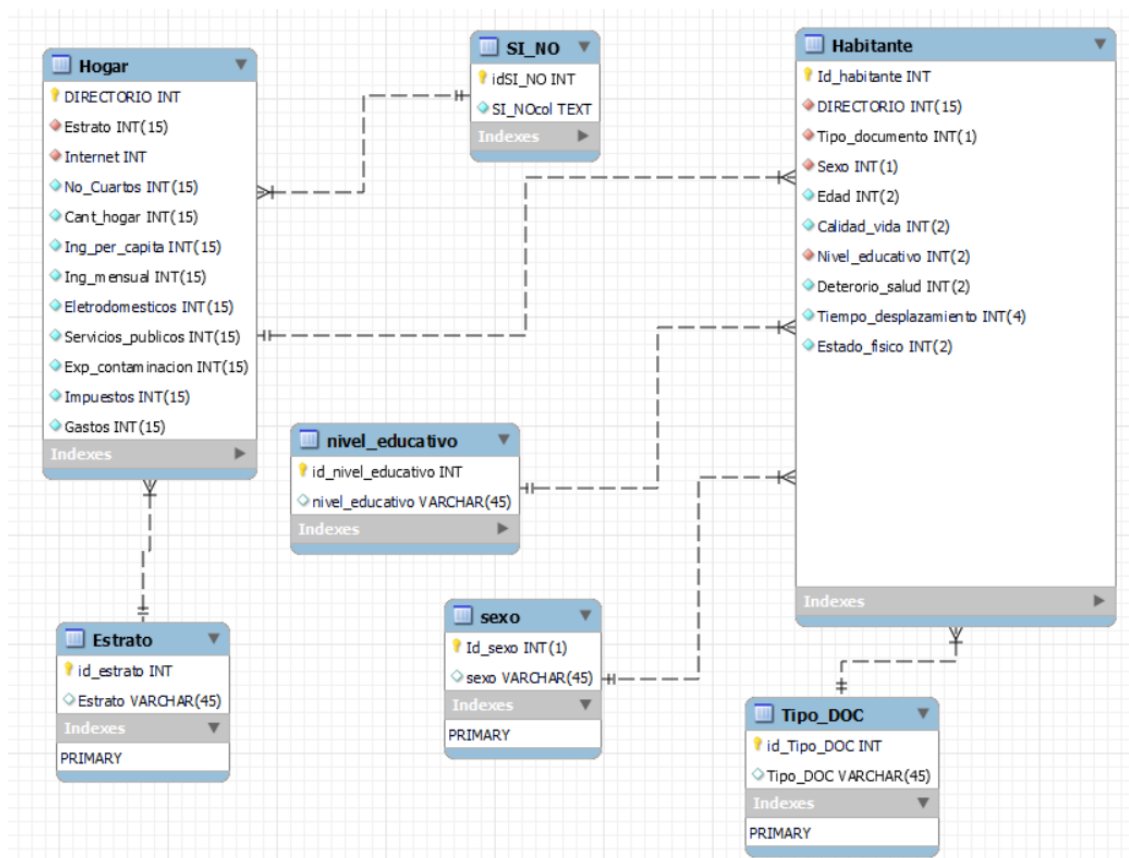 Hogar
DIRECTORIO INT
Estrato INT(15)
Internet INT
No_Cuartos INT(15)
Cant_hogar INT(15)
Ing_per_capita INT(15)
Ing_mensual INT(15)
Eletrodomesticos INT(15)
Servicios_publicos INT(15)
Exp_contaminacion INT(15)
Impuestos INT(15)
Gastos INT(15)
Indexes
SI_NO
idSI_NO INT
SI_NOcol TEXT
Indexes
Habitante
Id_habitante INT
DIRECTORIO INT(15)
Tipo_documento INT(1)
Sexo INT(1)
Edad INT(2)
Calidad_vida INT(2)
Nivel_educativo INT(2)
Deterorio_salud INT(2)
Tiempo_desplazamiento INT(4)
Estado_fisico INT(2)
Indexes
nivel_educativo
id_nivel_educativo INT
nivel_educativo VARCHAR(45)
Indexes
Estrato
id_estrato INT
Estrato VARCHAR(45)
Indexes
PRIMARY
sexo
Id_sexo INT(1)
sexo VARCHAR(45)
Indexes
PRIMARY
Tipo_DOC
id_Tipo_DOC INT
Tipo_DOC VARCHAR(45)
Indexes
PRIMARY